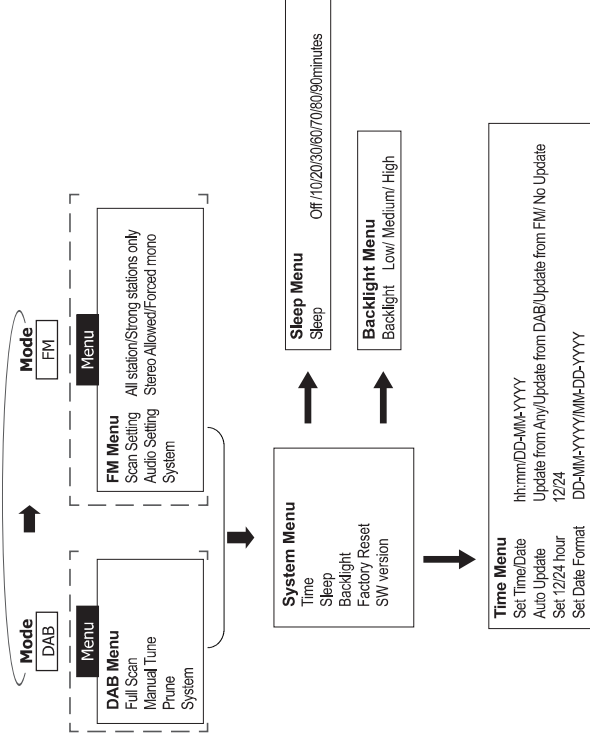 Mode
DAB
Mode
FM
Menu
DAB Menu
Full Scan
Manual Tune
Prune
System
Menu
FM Menu
Scan Setting All station/Strong stations only
Audio Setting Stereo Allowed/Forced mono
System
System Menu
Time
Sleep
Backlight
Factory Reset
SW version
Sleep Menu
Sleep Off /10/20/30/60/70/80/90minutes
Backlight Menu
Backlight Low/ Medium/ High
Time Menu
Set Time/Date hh:mm/DD-MM-YYYY
Auto Update Update from Any/Update from DAB/Update from FM/ No Update
Set 12/24 hour 12/24
Set Date Format DD-MM-YYYY/MM-DD-YYYY